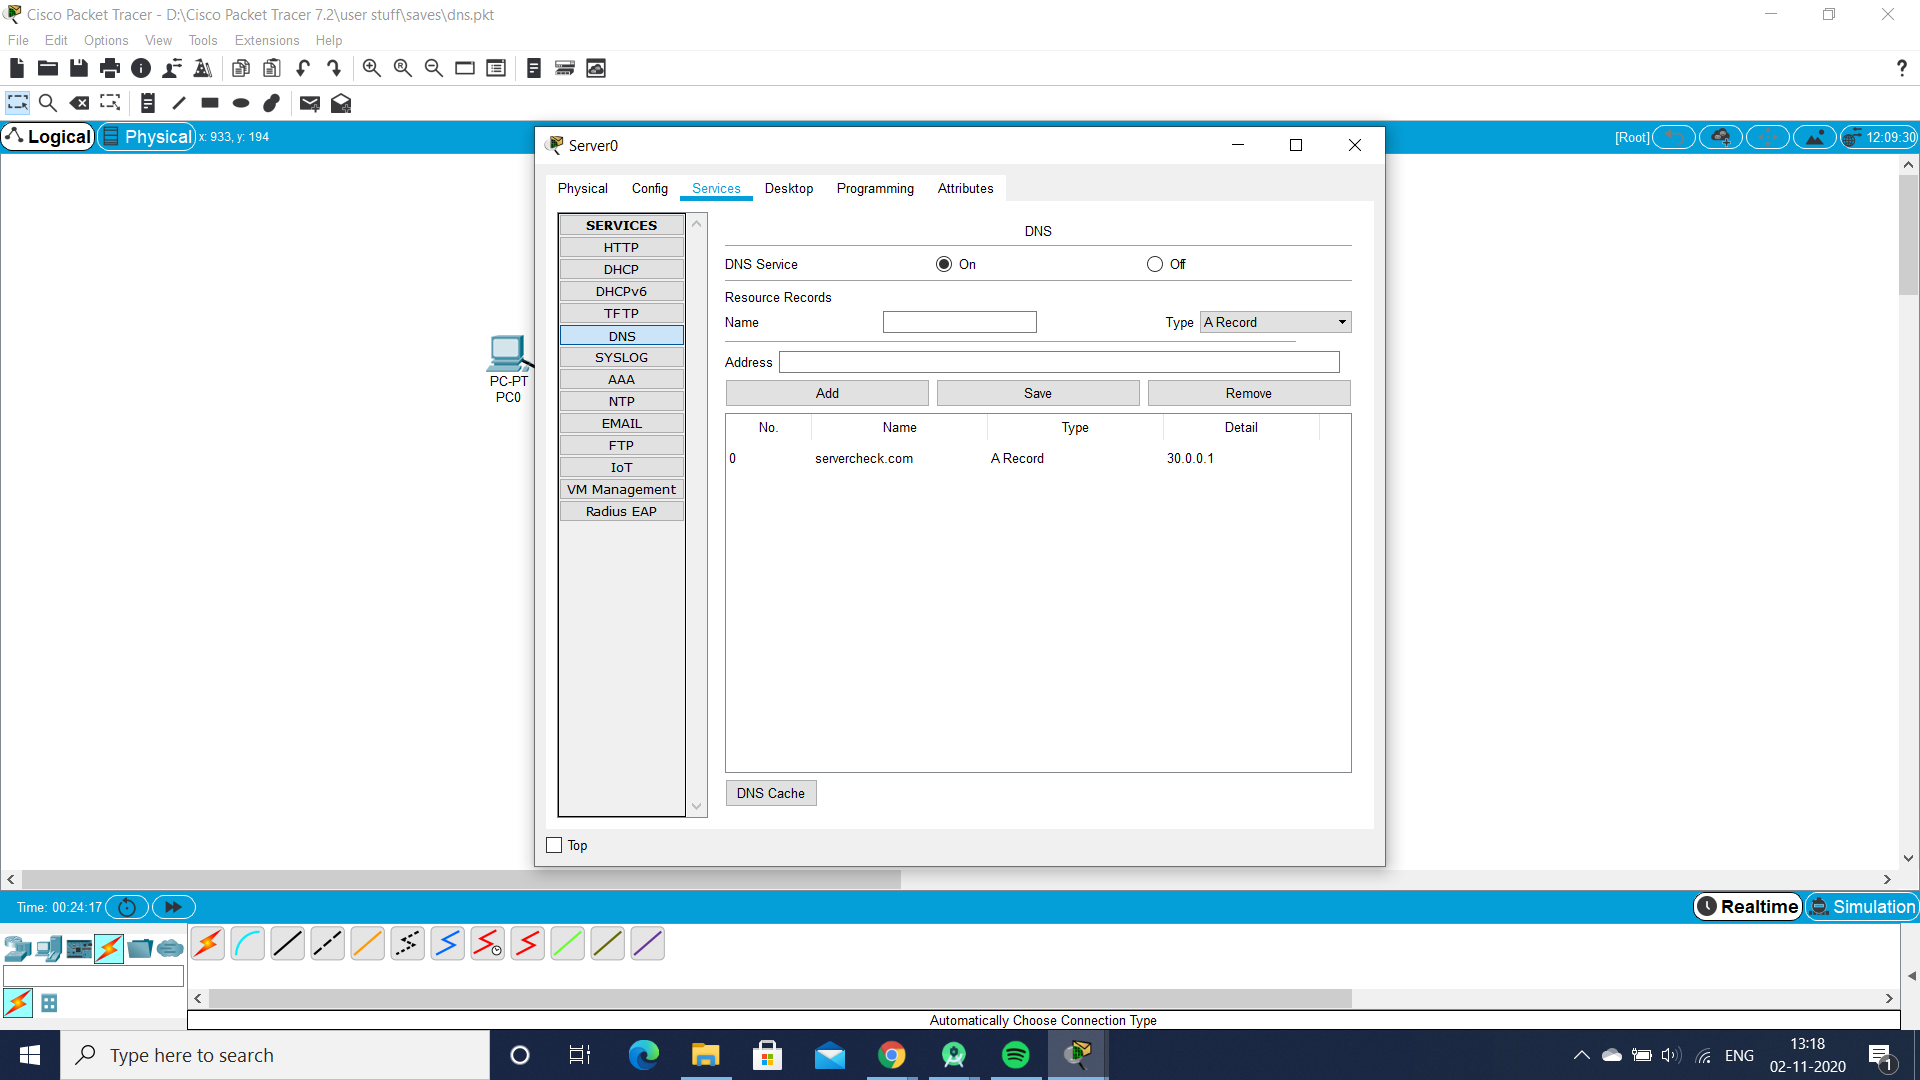 Cisco Packet Tracer - D:\Cisco Packet Tracer 7.2\user stuff\saves\dns.pkt
File Edit Options View Tools Extensions Help
?
Logical Physical x: 933, y: 194
[Root] 12:09:30
PC-PT
PC0
Server0
Physical Config Services Desktop Programming Attributes
SERVICES
HTTP
DHCP
DHCPv6
TFTP
DNS
SYSLOG
AAA
NTP
EMAIL
FTP
IoT
VM Management
Radius EAP
DNS
DNS Service On Off
Resource Records
Name Type A Record
Address
Add Save Remove
No. Name Type Detail
0 servercheck.com A Record 30.0.0.1
DNS Cache
Top
Time: 00:24:17
Realtime Simulation
Automatically Choose Connection Type
Type here to search
ENG
13:18
02-11-2020
1